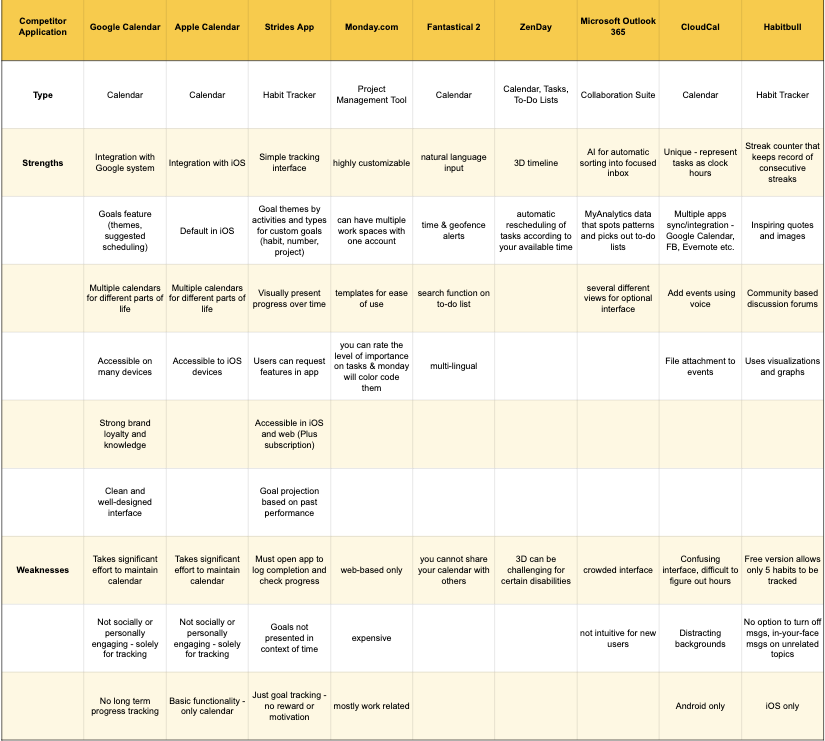 Competitor Application
Google Calendar
Apple Calendar
Strides App
Monday.com
Fantastical 2
ZenDay
Microsoft Outlook 365
CloudCal
Habitbull
Type
Calendar
Calendar
Habit Tracker
Project Management Tool
Calendar
Calendar, Tasks, To-Do Lists
Collaboration Suite
Calendar
Habit Tracker
Strengths
Integration with Google system
Integration with iOS
Simple tracking interface
highly customizable
natural language input
3D timeline
AI for automatic sorting into focused inbox
Unique - represent tasks as clock hours
Streak counter that keeps record of consecutive streaks
Goals feature (themes, suggested scheduling)
Default in iOS
Goal themes by activities and types for custom goals (habit, number, project)
can have multiple work spaces with one account
time & geofence alerts
automatic rescheduling of tasks according to your available time
MyAnalytics data that spots patterns and picks out to-do lists
Multiple apps sync/integration - Google Calendar, FB, Evernote etc.
Inspiring quotes and images
Multiple calendars for different parts of life
Multiple calendars for different parts of life
Visually present progress over time
templates for ease of use
search function on to-do list
several different views for optional interface
Add events using voice
Community based discussion forums
Accessible on many devices
Accessible to iOS devices
Users can request features in app
you can rate the level of importance on tasks & monday will color code them
multi-lingual
File attachment to events
Uses visualizations and graphs
Strong brand loyalty and knowledge
Accessible in iOS and web (Plus subscription)
Clean and well-designed interface
Goal projection based on past performance
Weaknesses
Takes significant effort to maintain calendar
Takes significant effort to maintain calendar
Must open app to log completion and check progress
web-based only
you cannot share your calendar with others
3D can be challenging for certain disabilities
crowded interface
Confusing interface, difficult to figure out hours
Free version allows only 5 habits to be tracked
Not socially or personally engaging - solely for tracking
Not socially or personally engaging - solely for tracking
Goals not presented in context of time
expensive
not intuitive for new users
Distracting backgrounds
No option to turn off msgs, in-your-face msgs on unrelated topics
No long term progress tracking
Basic functionality - only calendar
Just goal tracking - no reward or motivation
mostly work related
Android only
iOS only